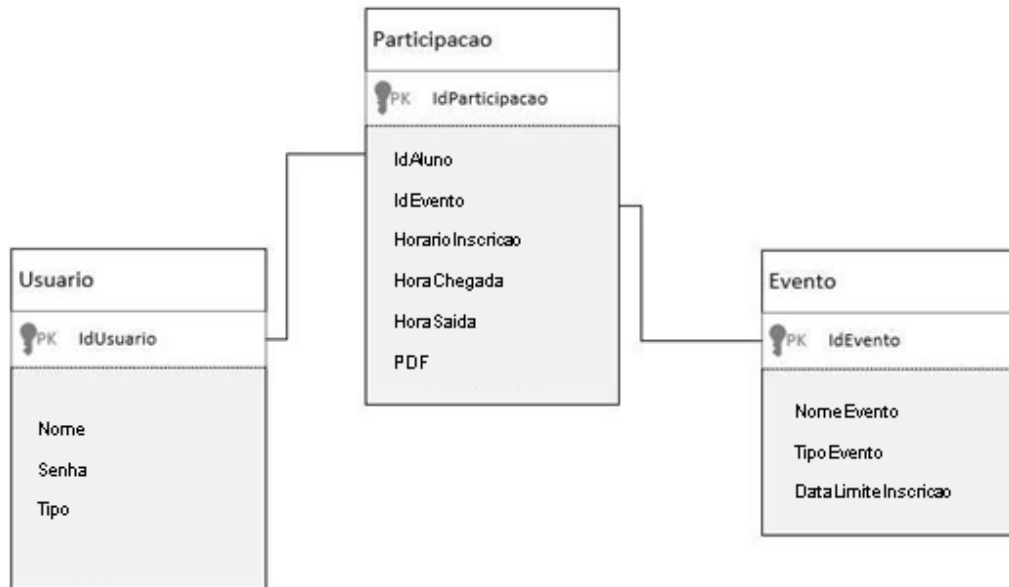 Participacao
PK IdParticipacao
IdAluno
IdEvento
HorarioInscricao
HoraChegada
HoraSaida
PDF
Usuario
PK IdUsuario
Nome
Senha
Tipo
Evento
PK IdEvento
NomeEvento
TipoEvento
DataLimiteInscricao